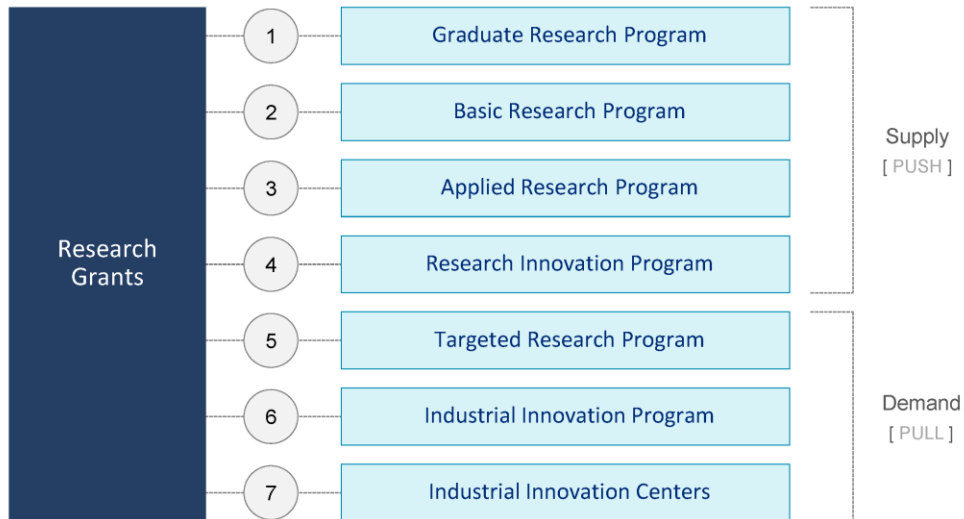 Research
Grants
1
Graduate Research Program
2
Basic Research Program
3
Applied Research Program
4
Research Innovation Program
5
Targeted Research Program
6
Industrial Innovation Program
7
Industrial Innovation Centers
Supply
[ PUSH ]
Demand
[ PULL ]